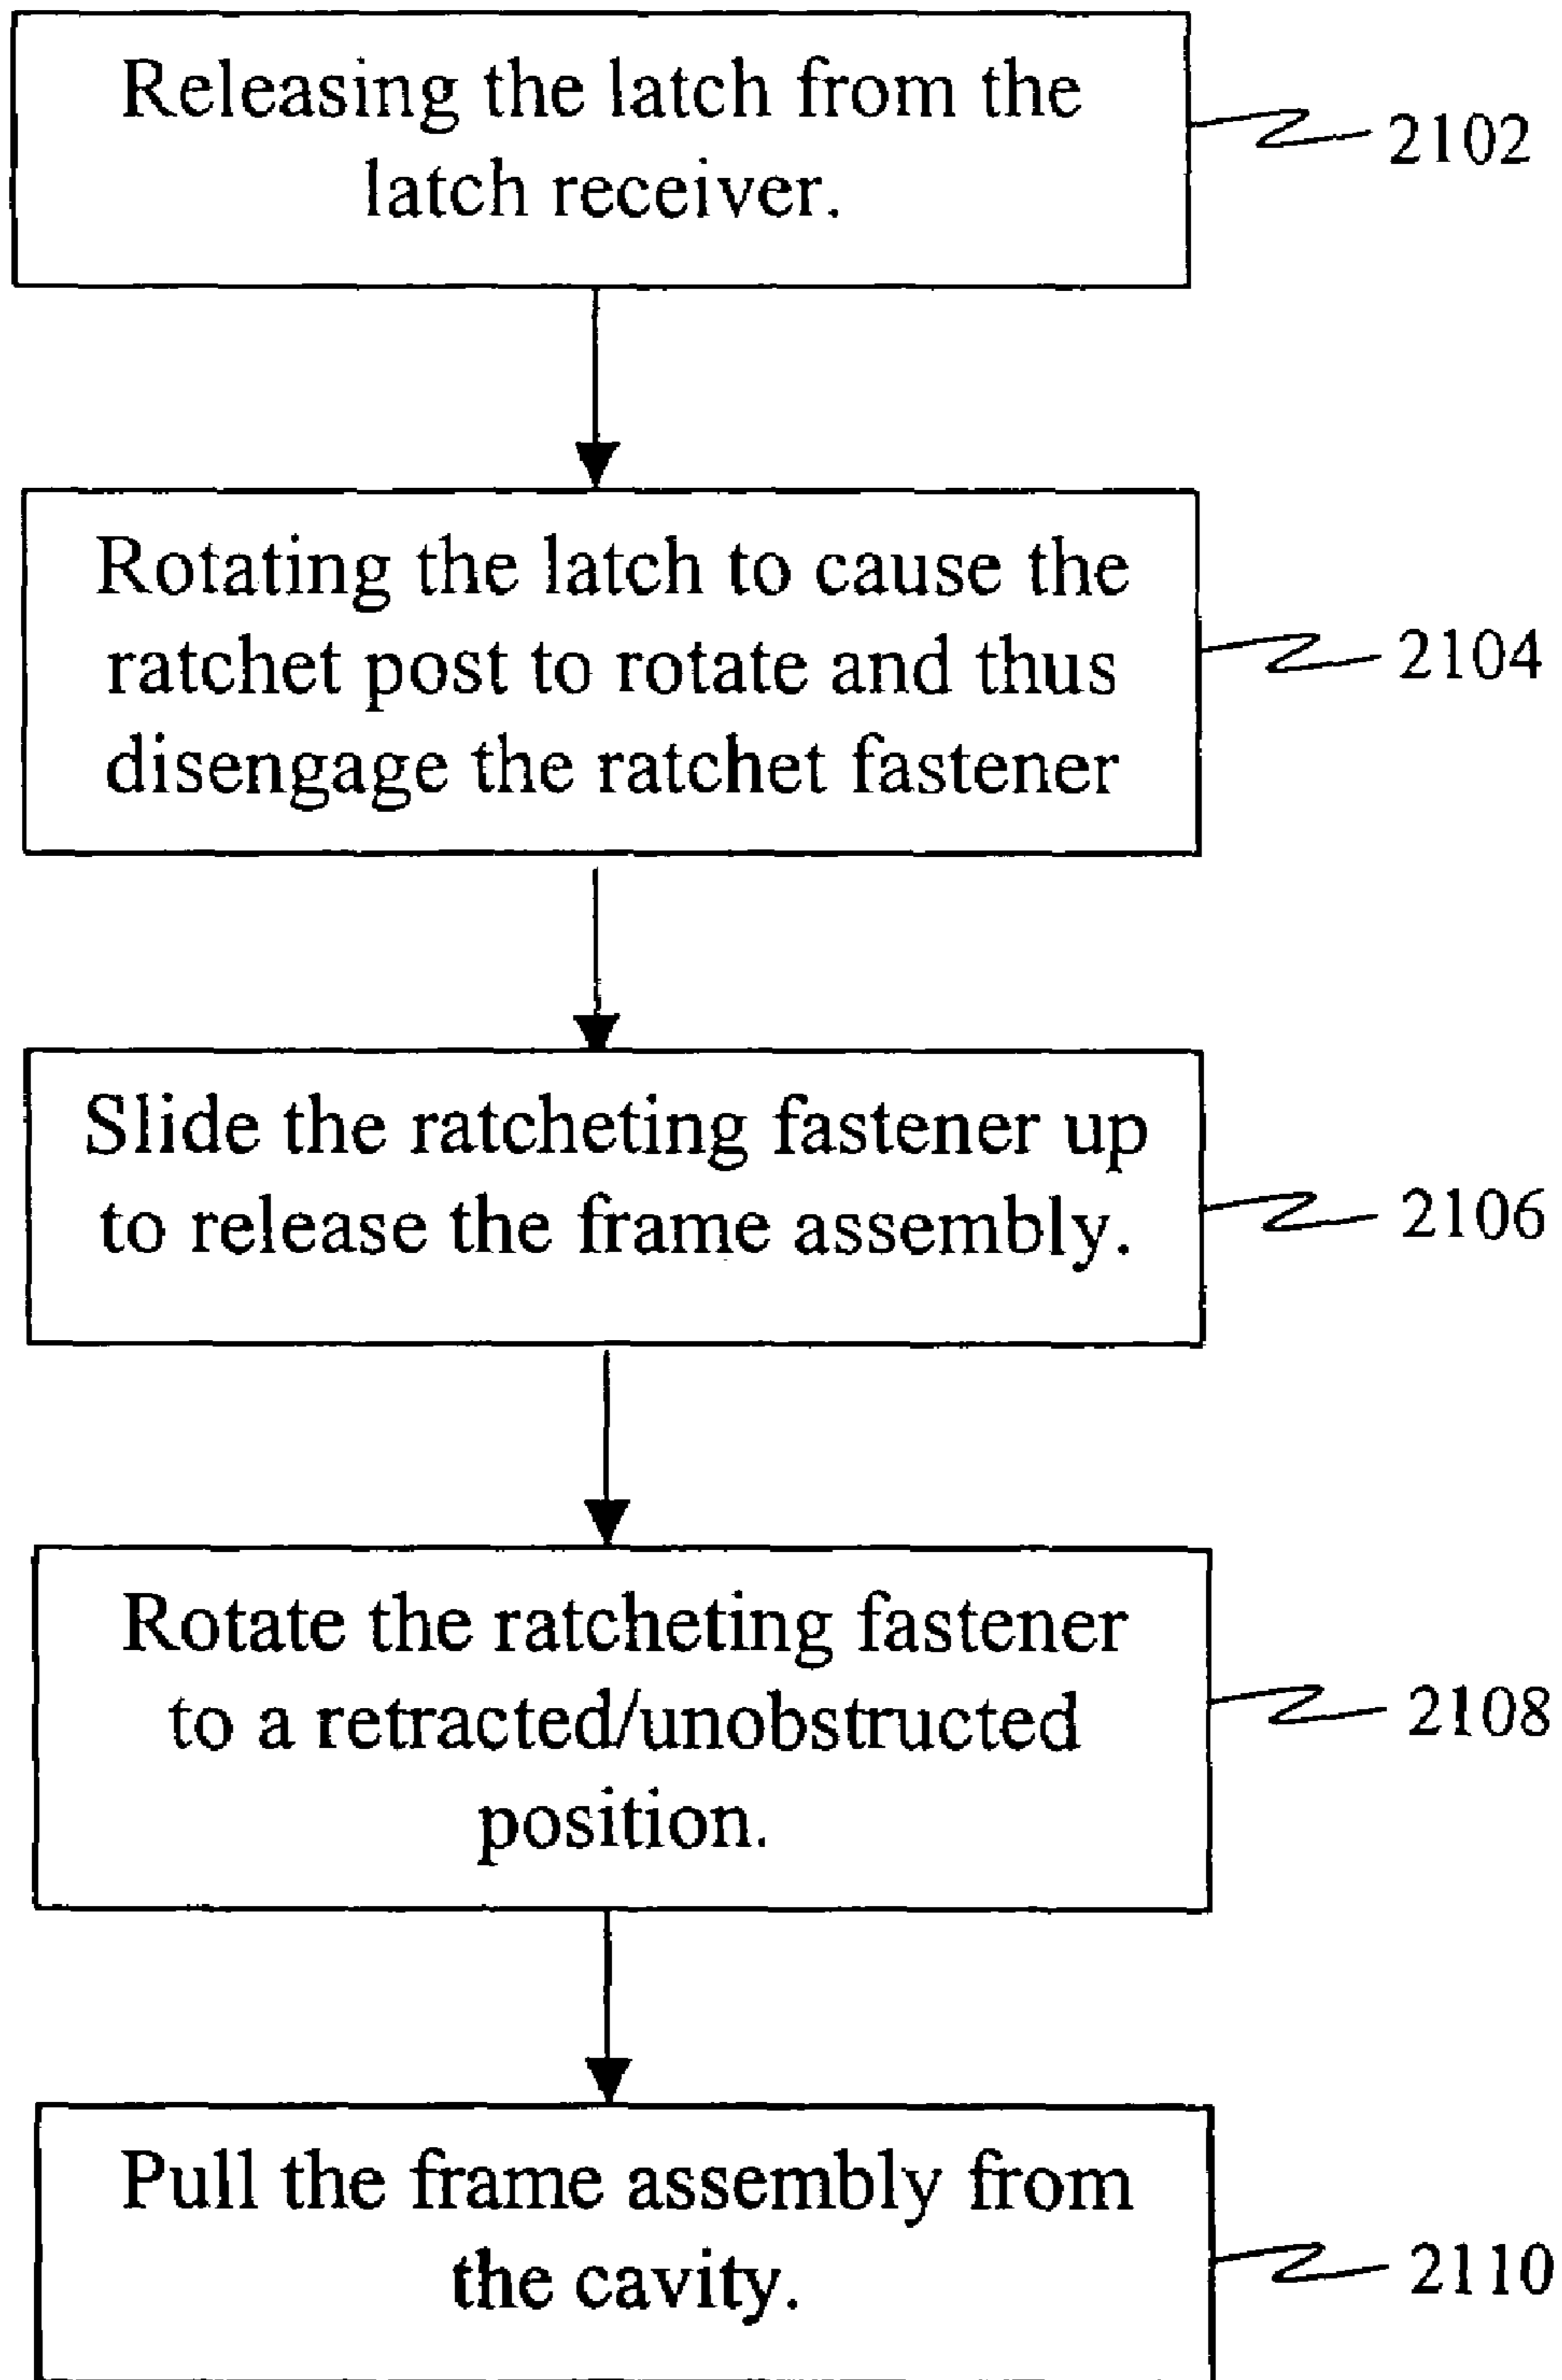 Releasing the latch from the
latch receiver.
2102
Rotating the latch to cause the
ratchet post to rotate and thus
disengage the ratchet fastener
2104
Slide the ratcheting fastener up
to release the frame assembly.
2106
Rotate the ratcheting fastener
to a retracted/unobstructed
position.
2108
Pull the frame assembly from
the cavity.
2110